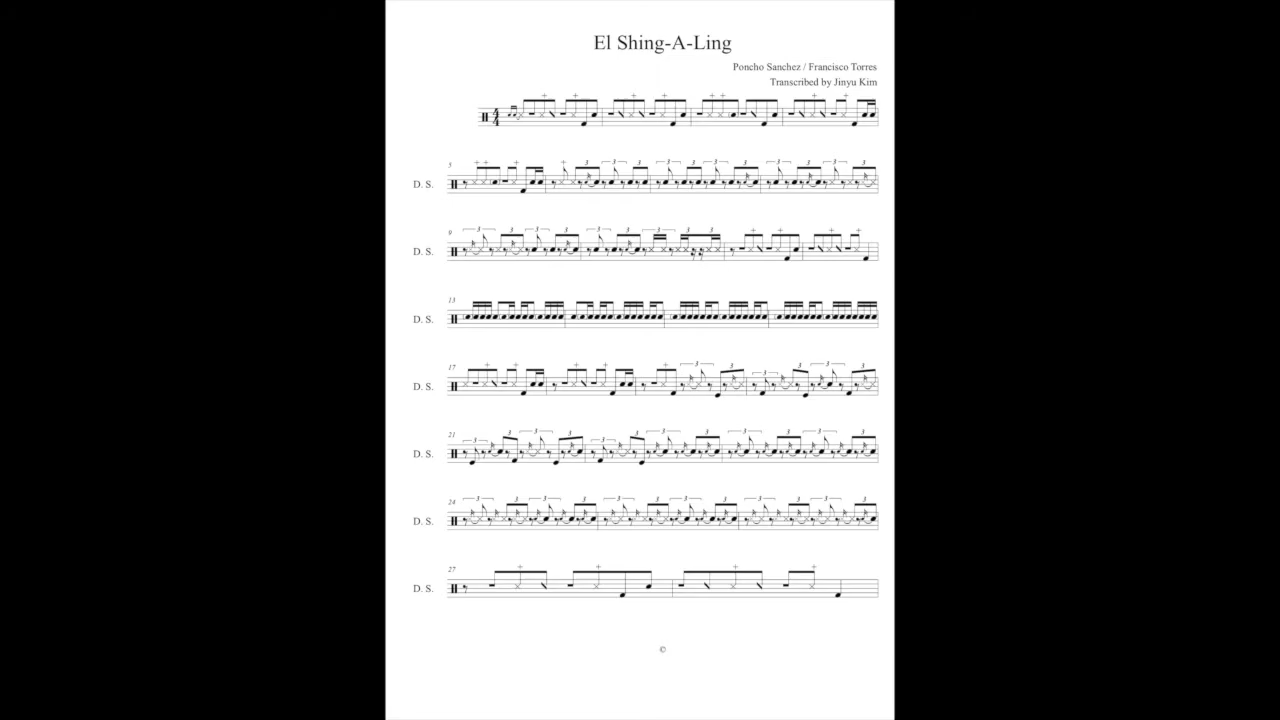 El Shing-A-Ling
Poncho Sanchez / Francisco Torres
Transcribed by Jinyu Kim
5
D. S.
9
D. S.
13
D. S.
17
D. S.
21
D. S.
24
D. S.
27
D. S.
©